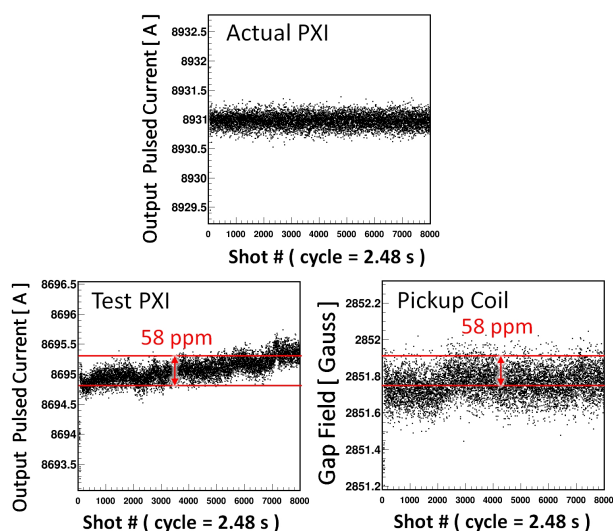 Actual PXI
Output Pulsed Current [ A ]
8932.5
8932
8931.5
8931
8930.5
8930
8929.5
0 1000 2000 3000 4000 5000 6000 7000 8000
Shot # ( cycle = 2.48 s )
Test PXI
Output Pulsed Current [ A ]
8696.5
8696
8695.5
8695
8694.5
8694
8693.5
58 ppm
0 1000 2000 3000 4000 5000 6000 7000 8000
Shot # ( cycle = 2.48 s )
Pickup Coil
Gap Field [ Gauss ]
2852.2
2852
2851.8
2851.6
2851.4
2851.2
58 ppm
0 1000 2000 3000 4000 5000 6000 7000 8000
Shot # ( cycle = 2.48 s )